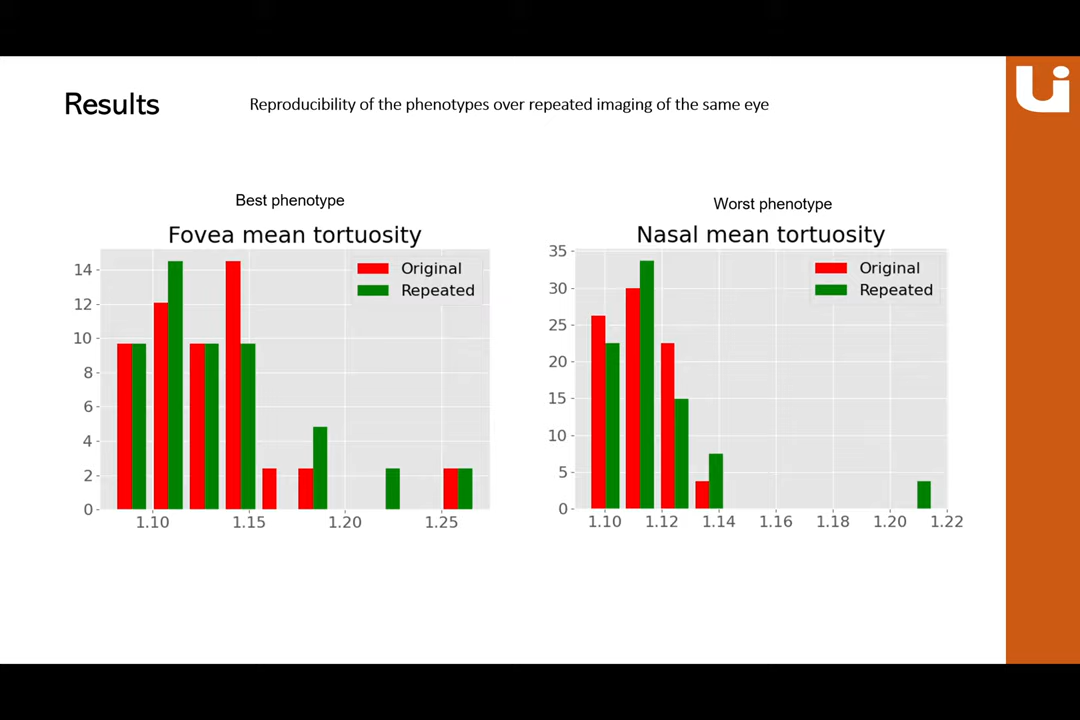 Results
Reproducibility of the phenotypes over repeated imaging of the same eye
Best phenotype
Fovea mean tortuosity
Original
Repeated
14
12
10
8
6
4
2
0
1.10 1.15 1.20 1.25
Worst phenotype
Nasal mean tortuosity
Original
Repeated
35
30
25
20
15
10
5
0
1.10 1.12 1.14 1.16 1.18 1.20 1.22
Ui